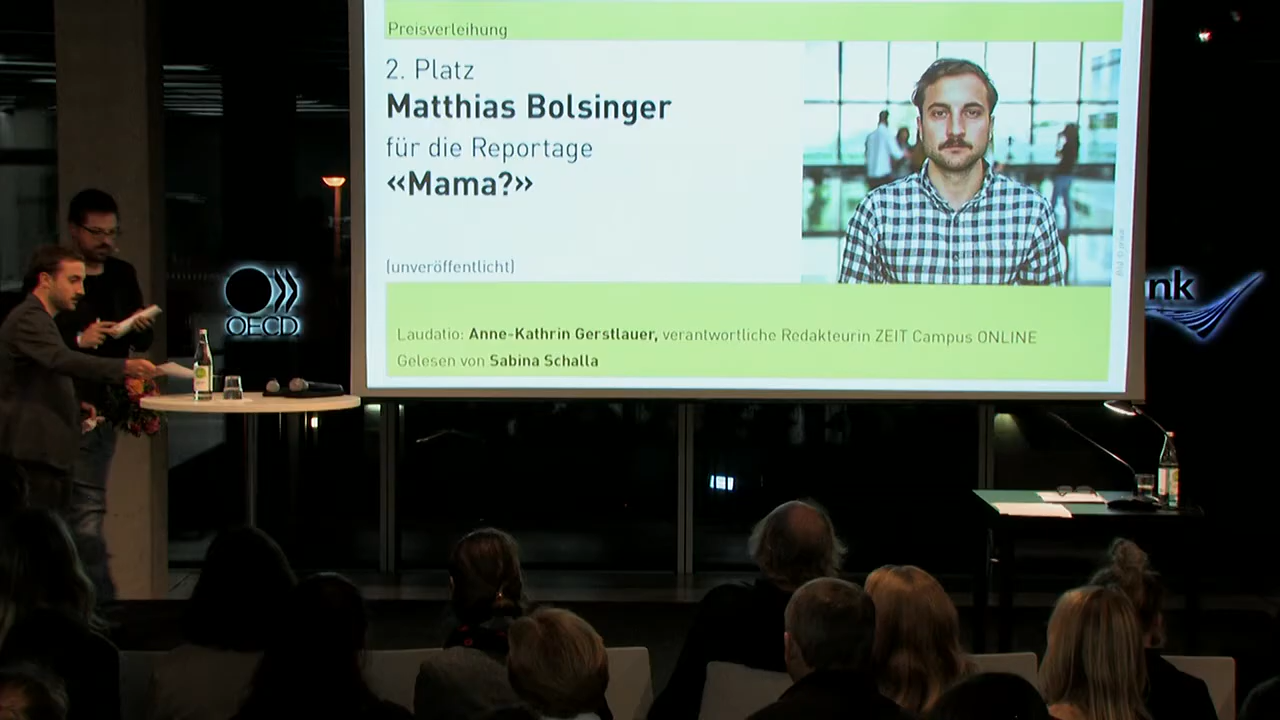 Preisverleihung
2. Platz
Matthias Bolsinger
für die Reportage
«Mama?»
(unveröffentlicht)
Laudatio: Anne-Kathrin Gerstlauer, verantwortliche Redakteurin ZEIT Campus ONLINE
Gelesen von Sabina Schalla
OECD
nk